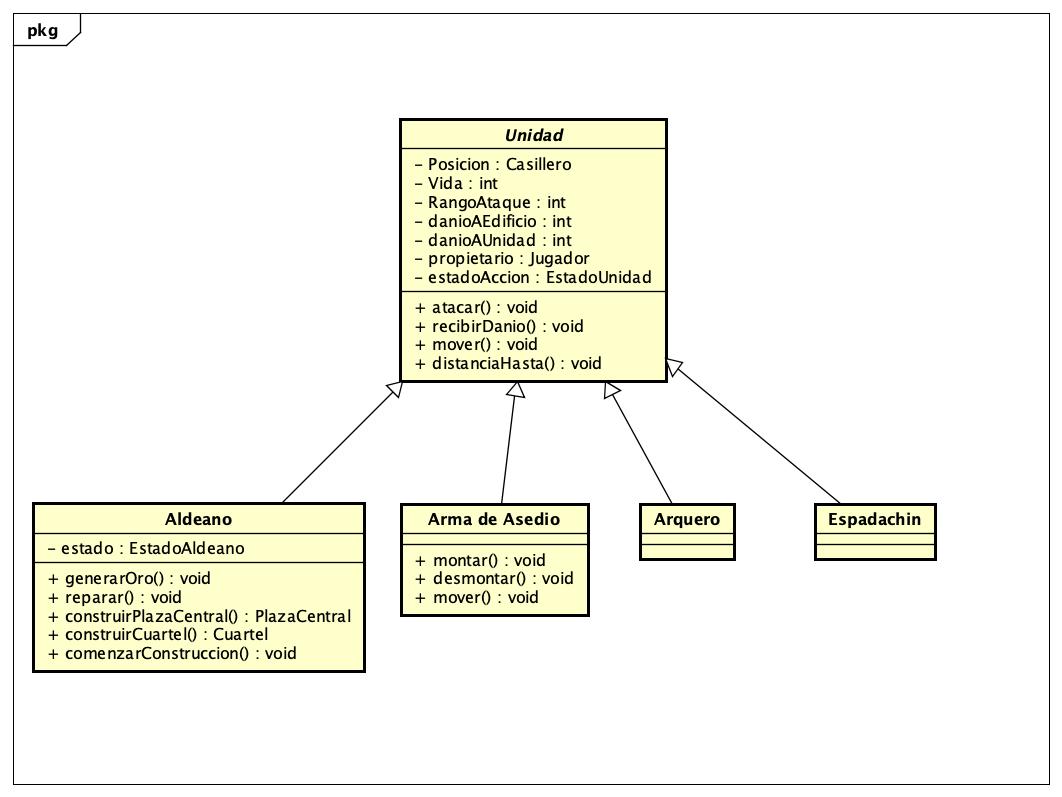 pkg
Unidad
- Posicion : Casillero
- Vida : int
- RangoAtaque : int
- danioAEdificio : int
- danioAUnidad : int
- propietario : Jugador
- estadoAccion : EstadoUnidad
+ atacar() : void
+ recibirDanio() : void
+ mover() : void
+ distanciaHasta() : void
Aldeano
- estado : EstadoAldeano
+ generarOro() : void
+ reparar() : void
+ construirPlazaCentral() : PlazaCentral
+ construirCuartel() : Cuartel
+ comenzarConstruccion() : void
Arma de Asedio
+ montar() : void
+ desmontar() : void
+ mover() : void
Arquero
Espadachin